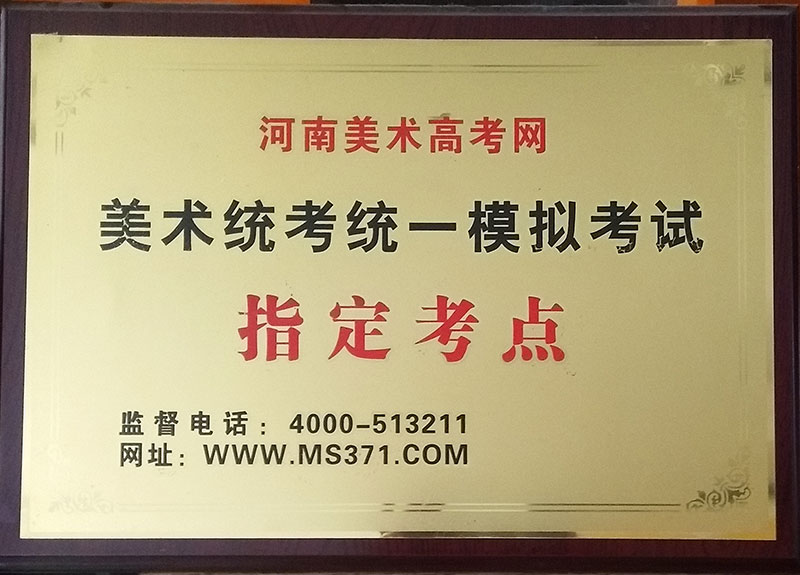 河南美术高考网
美术统考统一模拟考试
指定考点
监督电话：4000-513211
网址：WWW.MS371.COM